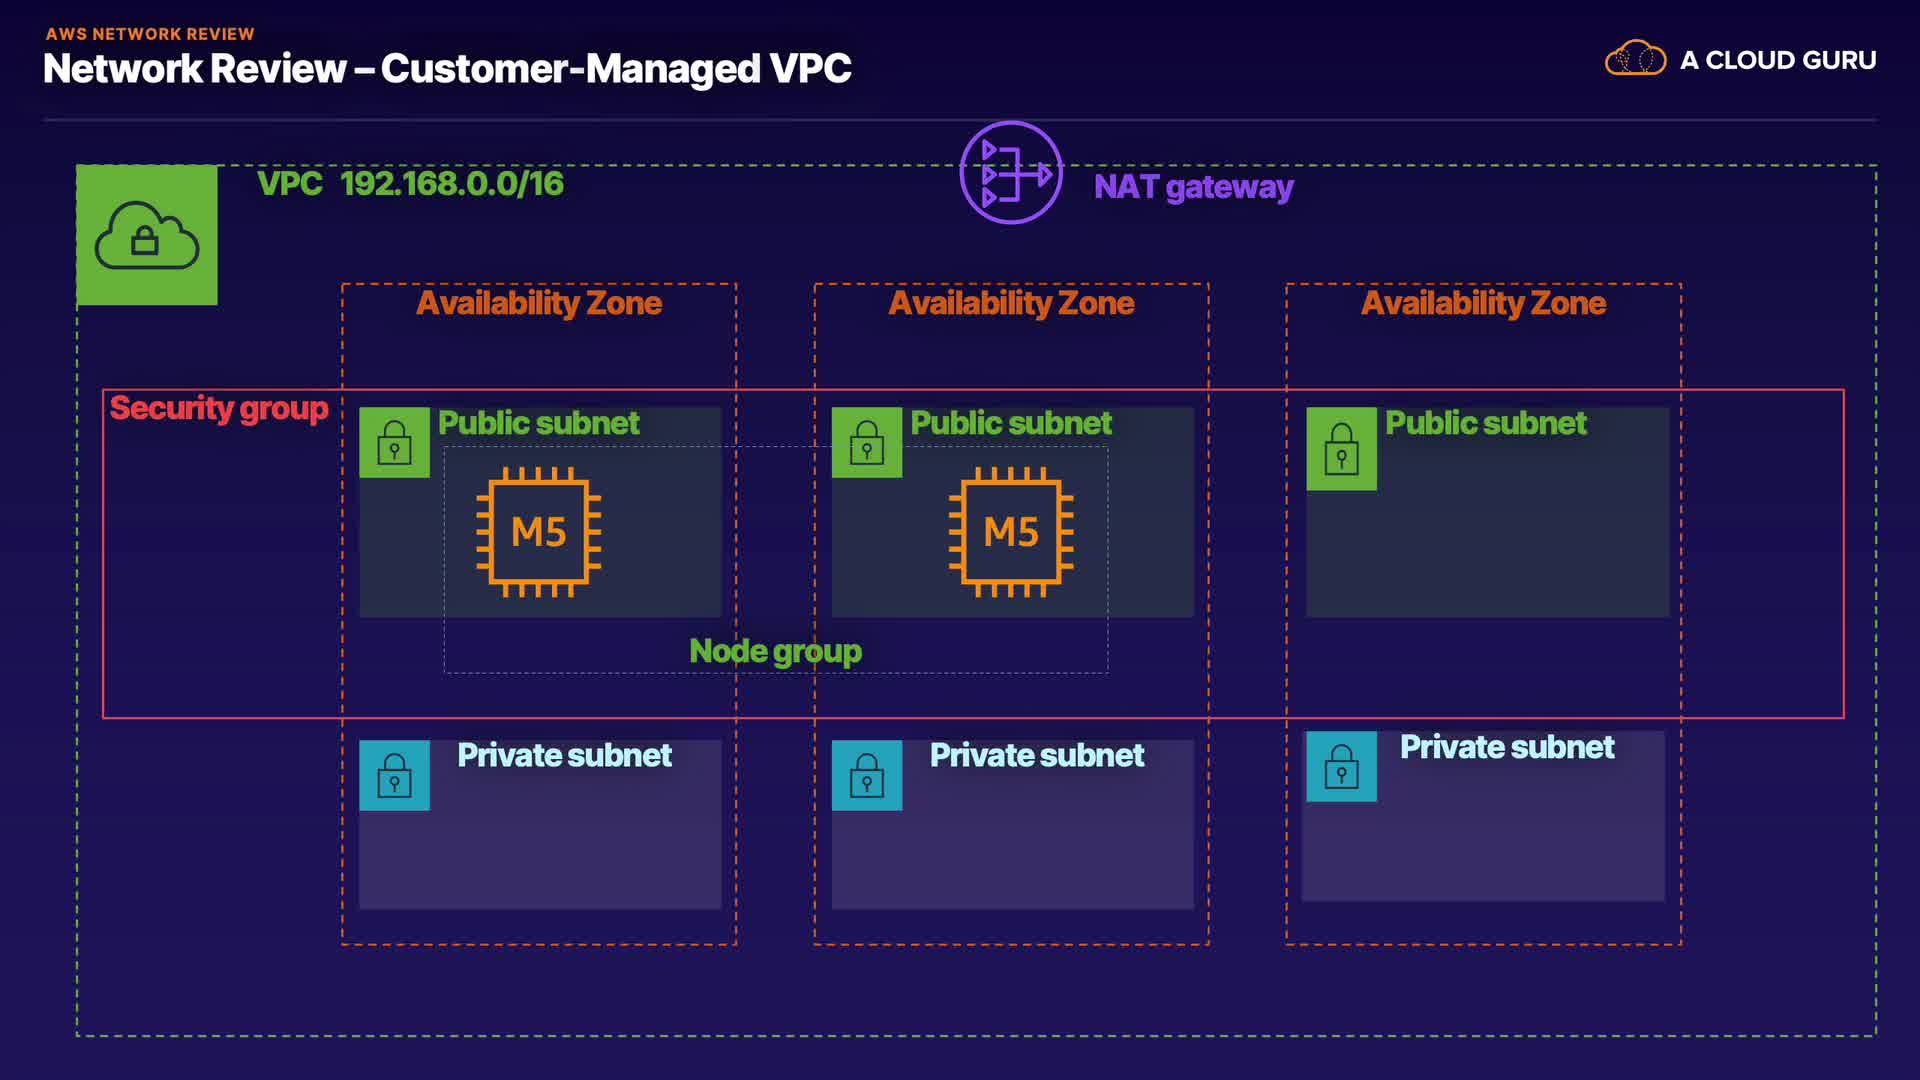 AWS NETWORK REVIEW
Network Review – Customer-Managed VPC
A CLOUD GURU
VPC 192.168.0.0/16
NAT gateway
Availability Zone
Availability Zone
Availability Zone
Security group
Public subnet
Public subnet
Public subnet
M5
M5
Node group
Private subnet
Private subnet
Private subnet